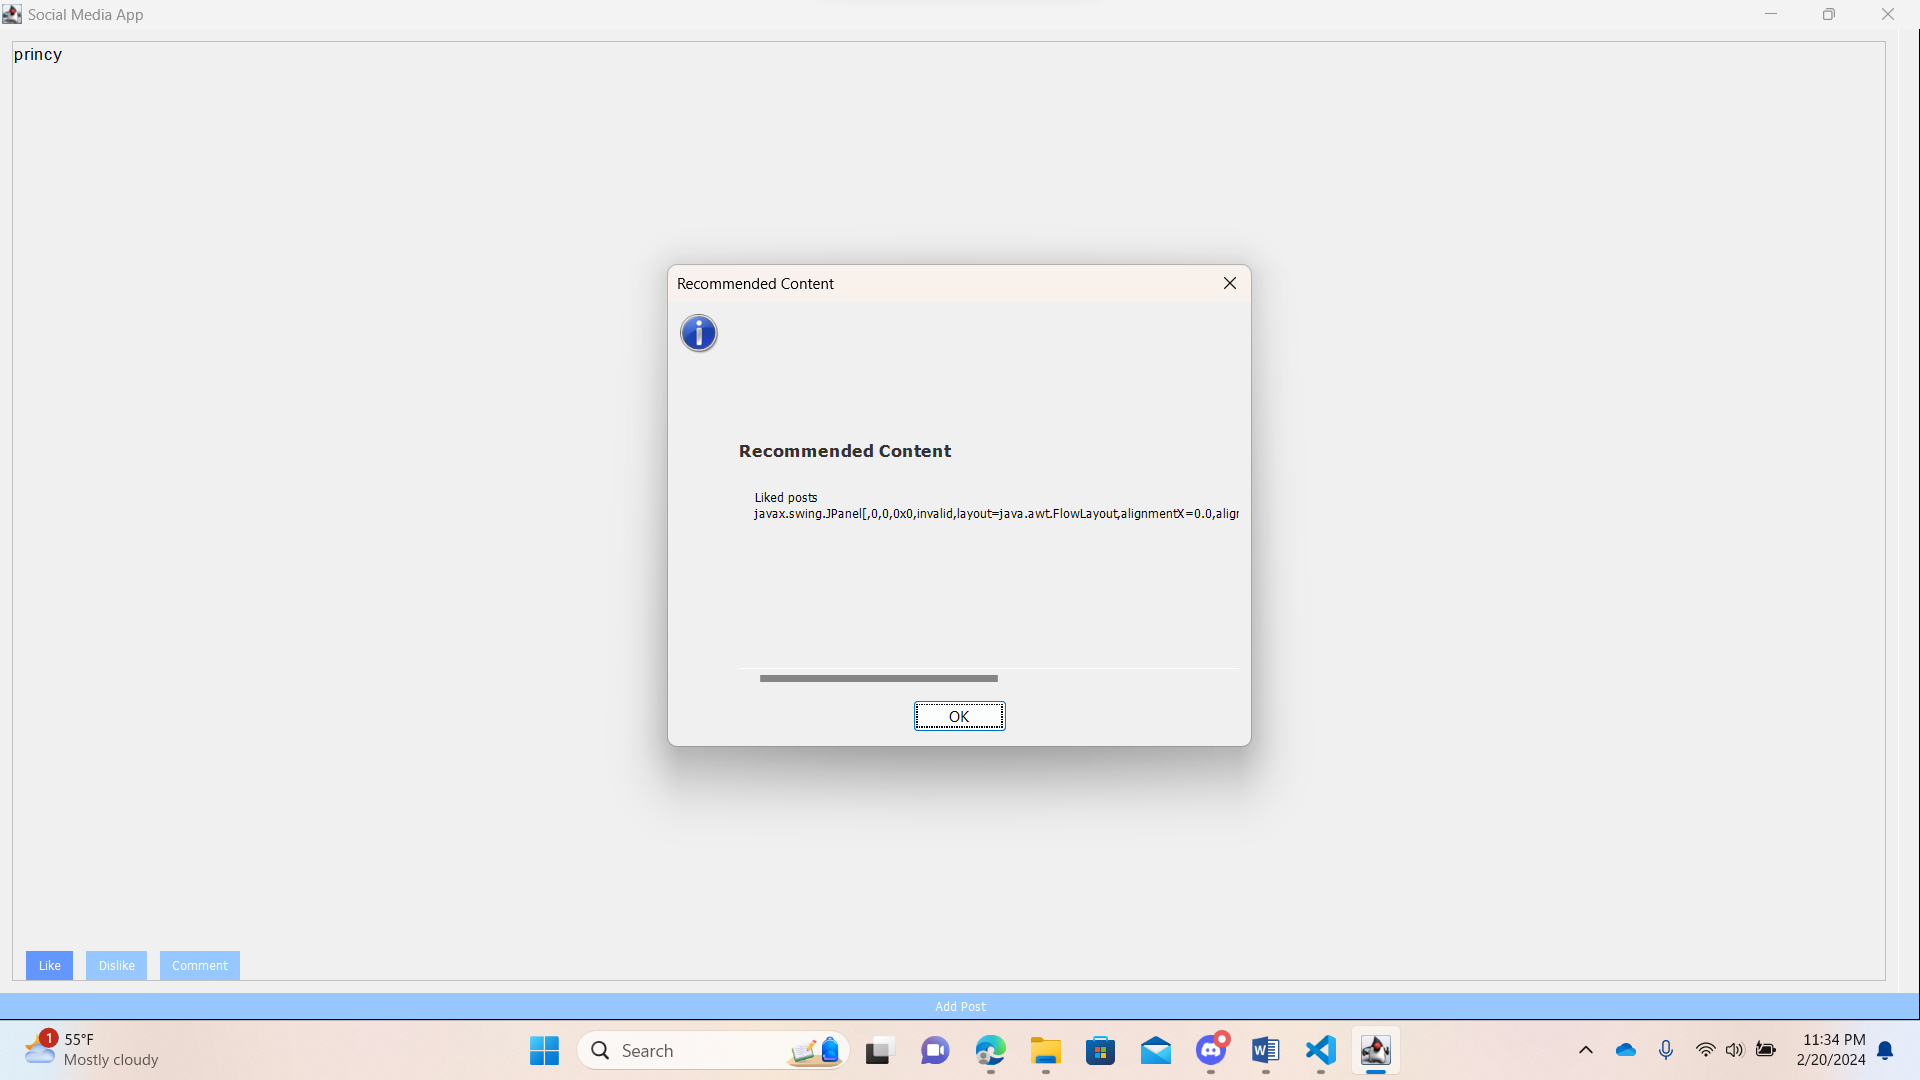 Social Media App
princy
Recommended Content
Recommended Content
Liked posts
javax.swing.JPanel[,0,0,0x0,invalid,layout=java.awt.FlowLayout,alignmentX=0.0,aligr
OK
Like Dislike Comment
Add Post
1
55°F
Mostly cloudy
Search
11:34 PM
2/20/2024